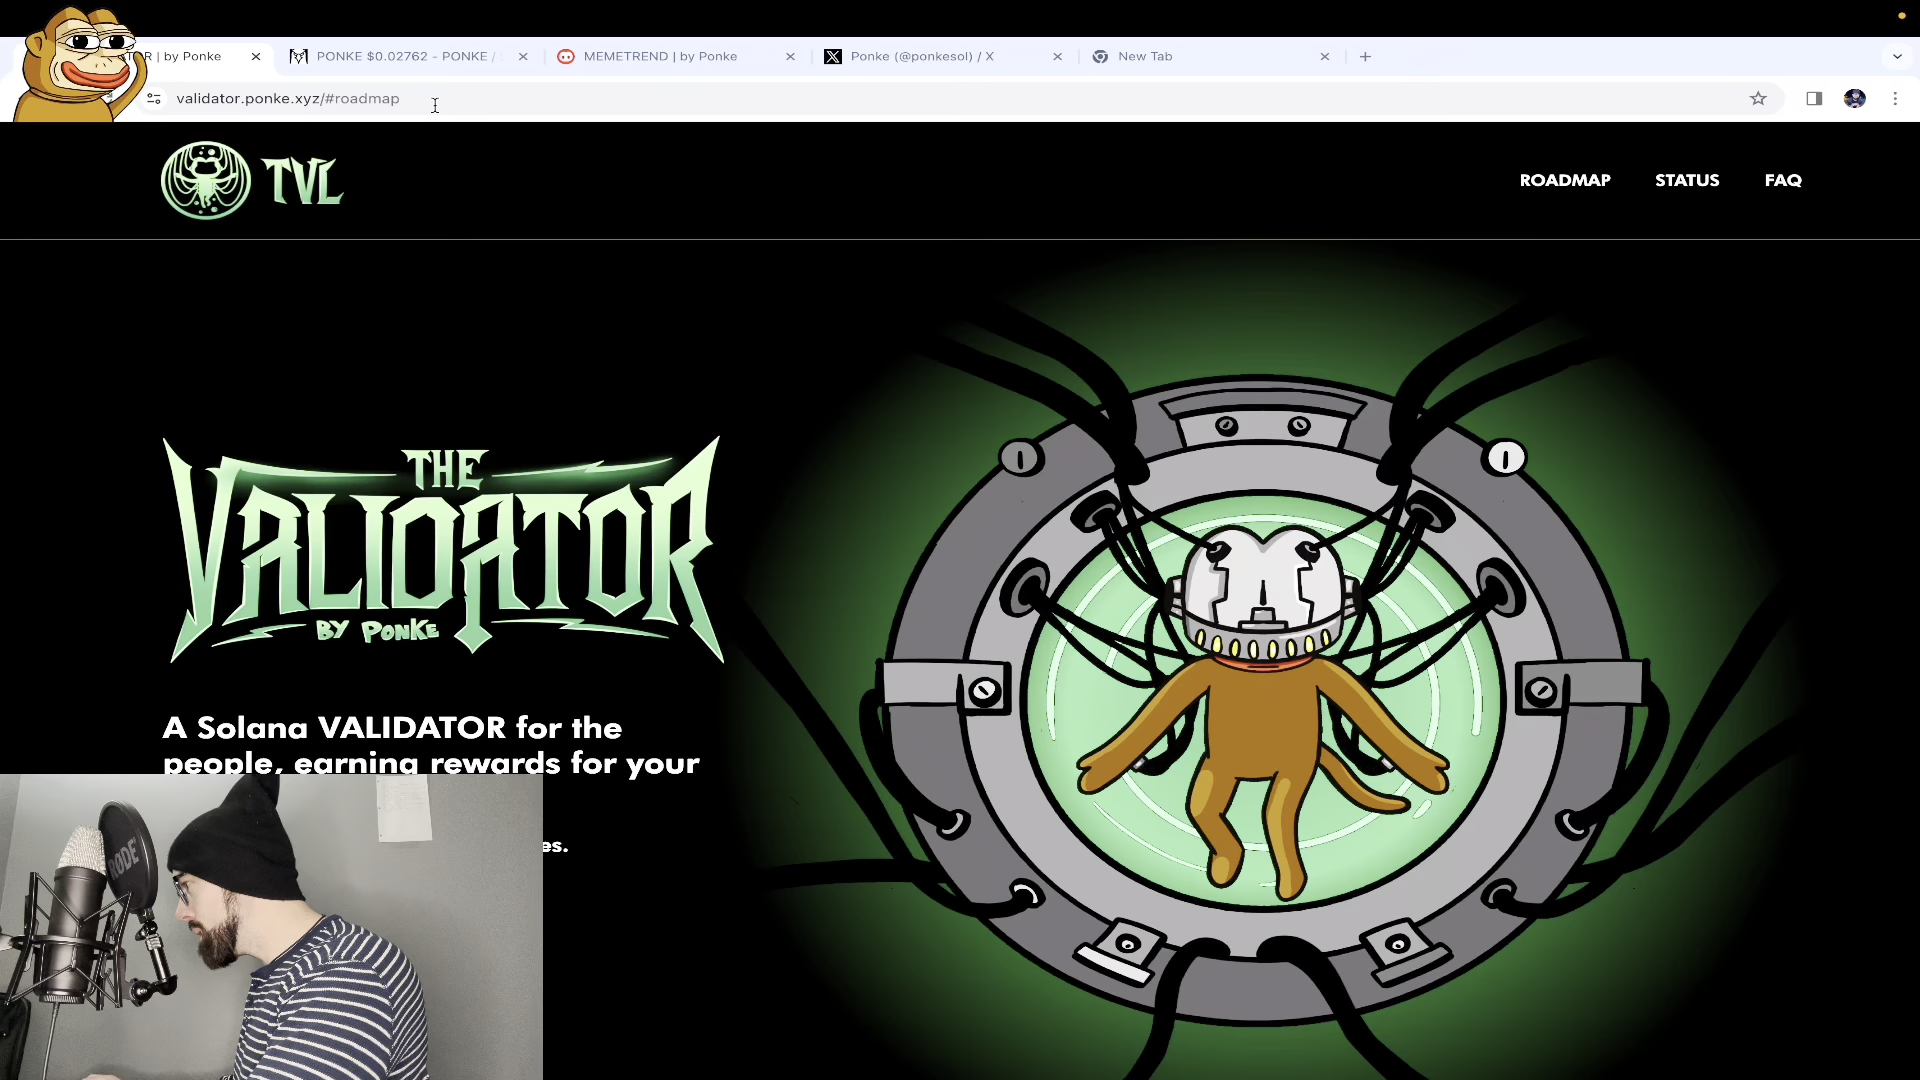 TOR | by Ponke
PONKE $0.02762 - PONKE /
MEMETREND | by Ponke
Ponke (@ponkesol) / X
New Tab
validator.ponke.xyz/#roadmap
TVL
ROADMAP
STATUS
FAQ
THE
VALIDATOR
BY PONKE
A Solana VALIDATOR for the
people, earning rewards for your
es.
RODE